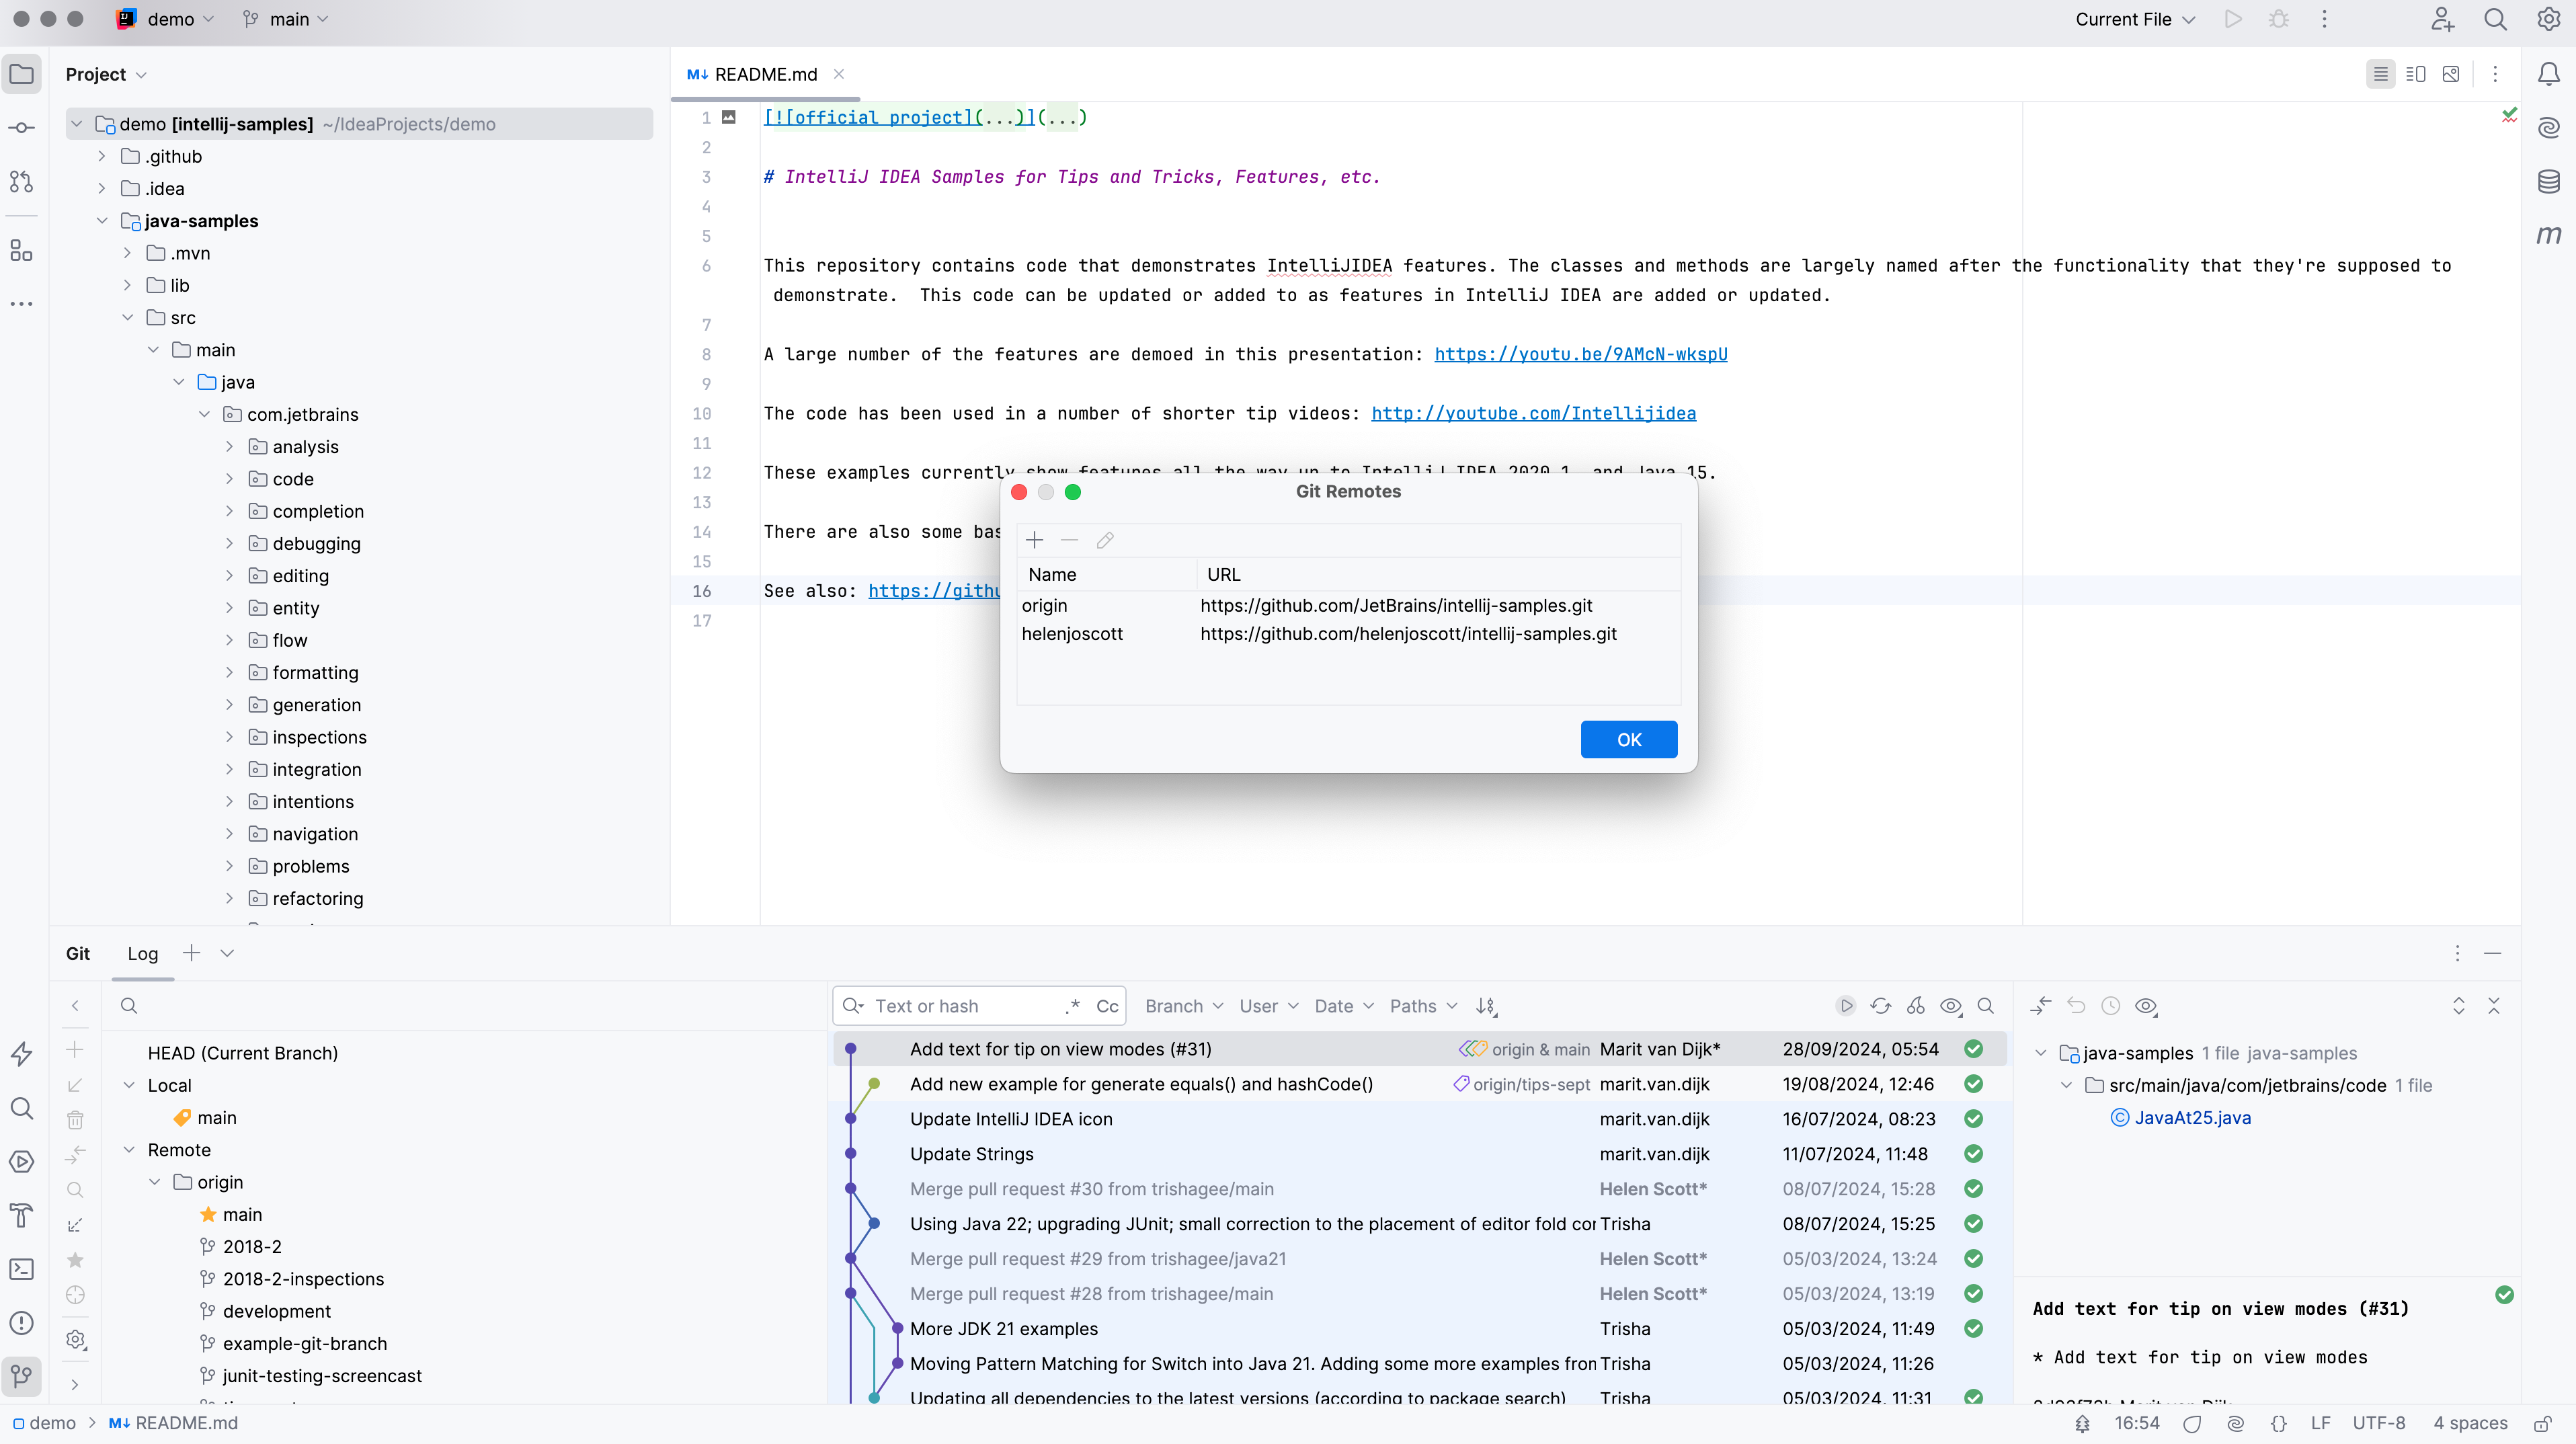 demo
main
Current File
Project
README.md
demo [intellij-samples] ~/IdeaProjects/demo
.github
.idea
java-samples
.mvn
lib
src
main
java
com.jetbrains
analysis
code
completion
debugging
editing
entity
flow
formatting
generation
inspections
integration
intentions
navigation
problems
refactoring
1 [![official project](...)](...)
2
3 # IntelliJ IDEA Samples for Tips and Tricks, Features, etc.
4
5
6 This repository contains code that demonstrates IntelliJIDEA features. The classes and methods are largely named after the functionality that they're supposed to
demonstrate.  This code can be updated or added to as features in IntelliJ IDEA are added or updated.
7
8 A large number of the features are demoed in this presentation: https://youtu.be/9AMcN-wkspU
9
10 The code has been used in a number of shorter tip videos: http://youtube.com/Intellijidea
11
12 These examples currently show features all the way up to IntelliJ IDEA 2020.1, and Java 15.
13
14 There are also some bas
15
16 See also: https://githu
17
Git Remotes
Name URL
origin https://github.com/JetBrains/intellij-samples.git
helenjoscott https://github.com/helenjoscott/intellij-samples.git
OK
Git Log
HEAD (Current Branch)
Local
main
Remote
origin
main
2018-2
2018-2-inspections
development
example-git-branch
junit-testing-screencast
Text or hash .* Cc Branch User Date Paths
Add text for tip on view modes (#31) origin & main Marit van Dijk* 28/09/2024, 05:54
Add new example for generate equals() and hashCode() origin/tips-sept marit.van.dijk 19/08/2024, 12:46
Update IntelliJ IDEA icon marit.van.dijk 16/07/2024, 08:23
Update Strings marit.van.dijk 11/07/2024, 11:48
Merge pull request #30 from trishagee/main Helen Scott* 08/07/2024, 15:28
Using Java 22; upgrading JUnit; small correction to the placement of editor fold cor Trisha 08/07/2024, 15:25
Merge pull request #29 from trishagee/java21 Helen Scott* 05/03/2024, 13:24
Merge pull request #28 from trishagee/main Helen Scott* 05/03/2024, 13:19
More JDK 21 examples Trisha 05/03/2024, 11:49
Moving Pattern Matching for Switch into Java 21. Adding some more examples from Trisha 05/03/2024, 11:26
Updating all dependencies to the latest versions (according to package search) Trisha 05/03/2024, 11:31
java-samples 1 file java-samples
src/main/java/com/jetbrains/code 1 file
JavaAt25.java
Add text for tip on view modes (#31)
* Add text for tip on view modes
demo > M↓ README.md
16:54 {} LF UTF-8 4 spaces